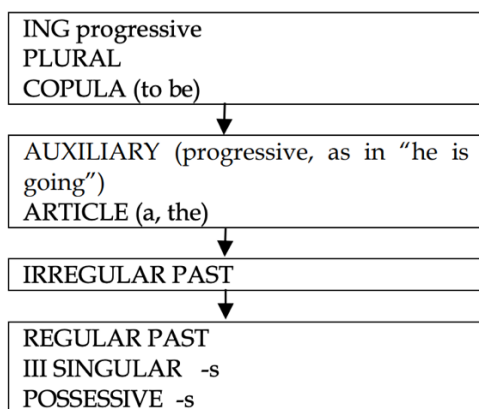 ING progressive
PLURAL
COPULA (to be)
AUXILIARY (progressive, as in “he is
going”)
ARTICLE (a, the)
IRREGULAR PAST
REGULAR PAST
III SINGULAR -s
POSSESSIVE -s